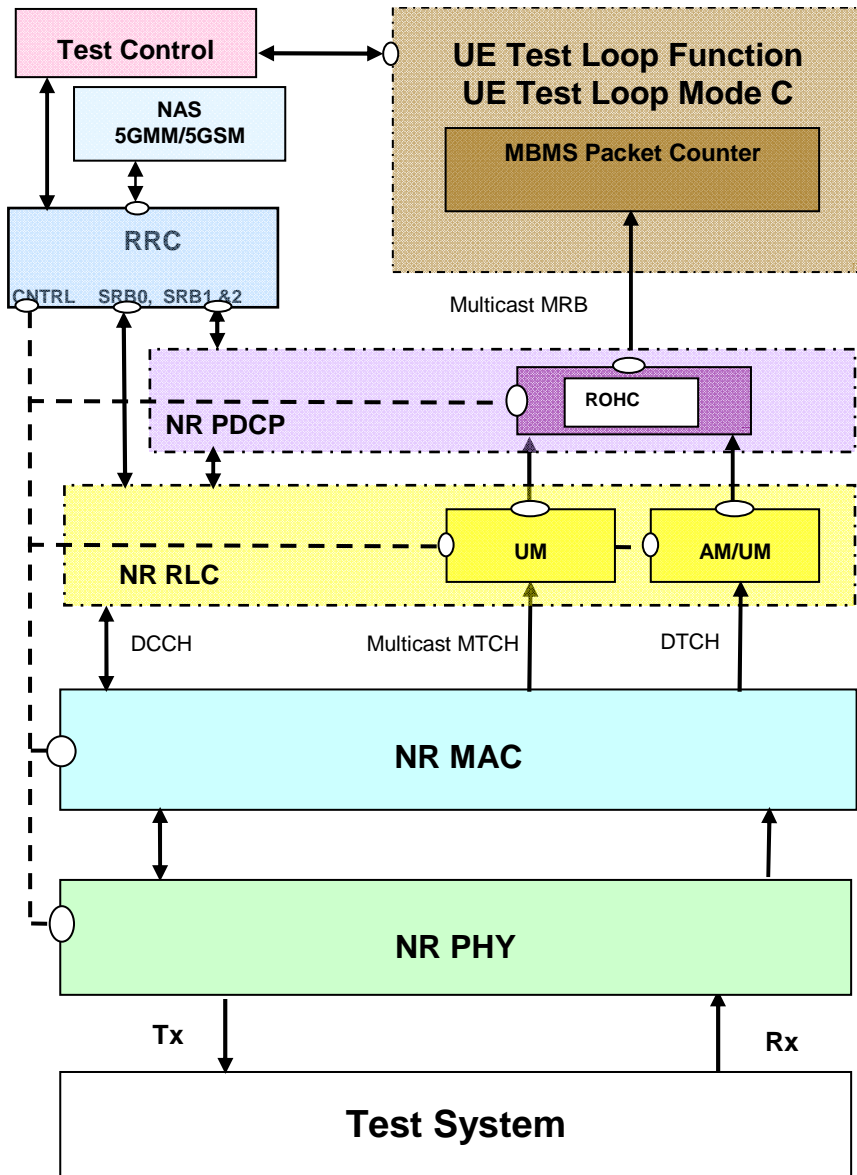 Test Control
UE Test Loop Function
UE Test Loop Mode C
NAS
5GMM/5GSM
MBMS Packet Counter
RRC
CNTRL SRB0, SRB1 &2
Multicast MRB
ROHC
NR PDCP
UM
AM/UM
NR RLC
DCCH
Multicast MTCH
DTCH
NR MAC
NR PHY
Tx
Rx
Test System